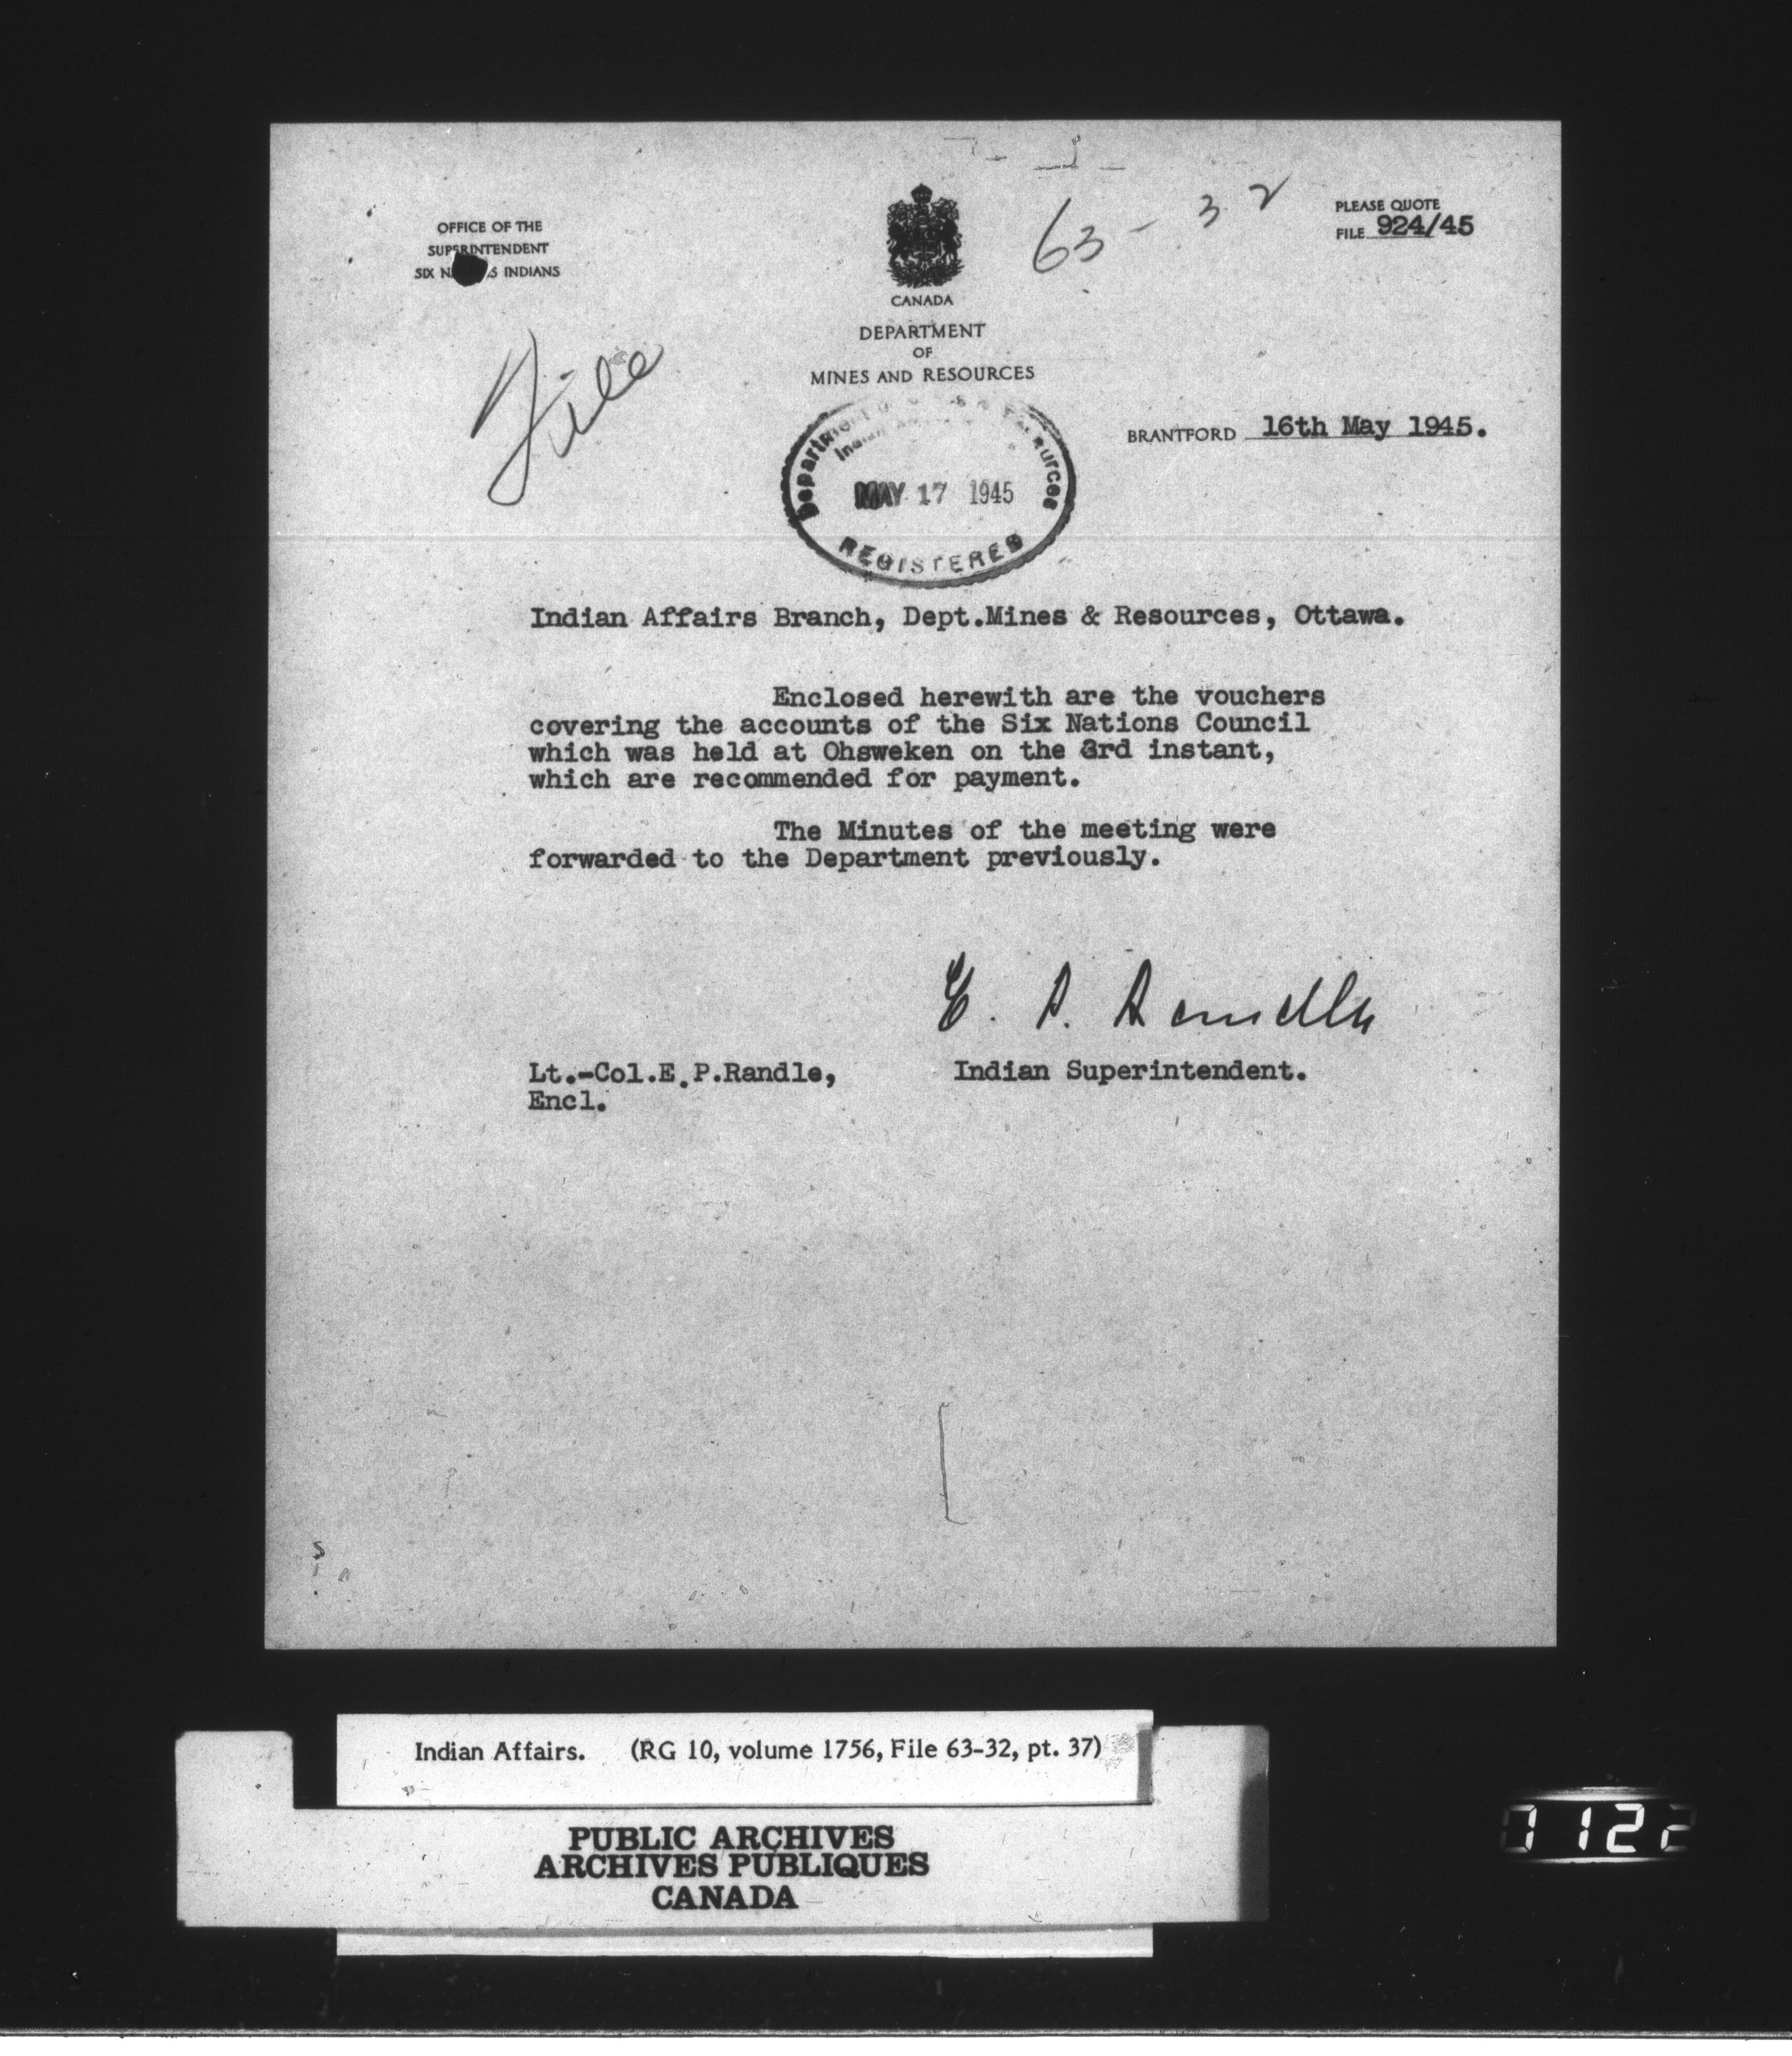 OFFICE OF THE
SUPERINTENDENT
SIX INDIANS
CANADA
DEPARTMENT
OF
MINES AND RESOURCES
63-32
PLEASE QUOTE
FILE 924/45
File
BRANTFORD 16th May 1945.
Department
Indian
MAY 17 1945
REGISTERED
Indian Affairs Branch, Dept.Mines & Resources, Ottawa.
Enclosed herewith are the vouchers
covering the accounts of the Six Nations Council
which was held at Ohsweken on the 3rd instant,
which are recommended for payment.
The Minutes of the meeting were
forwarded to the Department previously.
E. P. Randle
Lt.-Col.E.P.Randle, Indian Superintendent.
Encl.
Indian Affairs. (RG 10, volume 1756, File 63-32, pt. 37)
PUBLIC ARCHIVES
ARCHIVES PUBLIQUES
CANADA